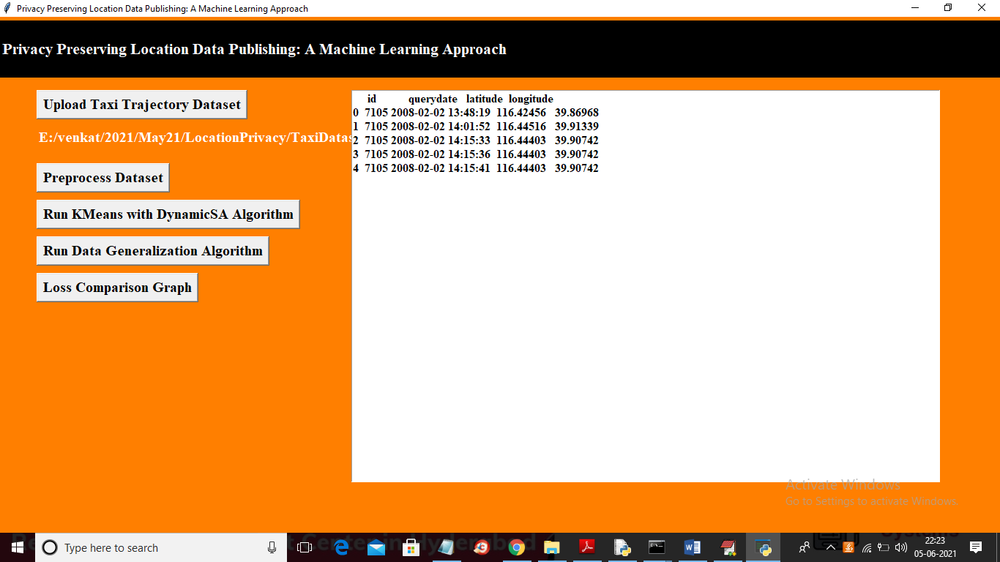 Privacy Preserving Location Data Publishing: A Machine Learning Approach
Privacy Preserving Location Data Publishing: A Machine Learning Approach
Upload Taxi Trajectory Dataset
E:/venkat/2021/May21/LocationPrivacy/TaxiDatas
Preprocess Dataset
Run KMeans with DynamicSA Algorithm
Run Data Generalization Algorithm
Loss Comparison Graph
id querydate latitude longitude
0 7105 2008-02-02 13:48:19 116.42456 39.86968
1 7105 2008-02-02 14:01:52 116.44516 39.91339
2 7105 2008-02-02 14:15:33 116.44403 39.90742
3 7105 2008-02-02 14:15:36 116.44403 39.90742
4 7105 2008-02-02 14:15:41 116.44403 39.90742
Activate Windows
Go to Settings to activate Windows.
Type here to search
22:23
05-06-2021